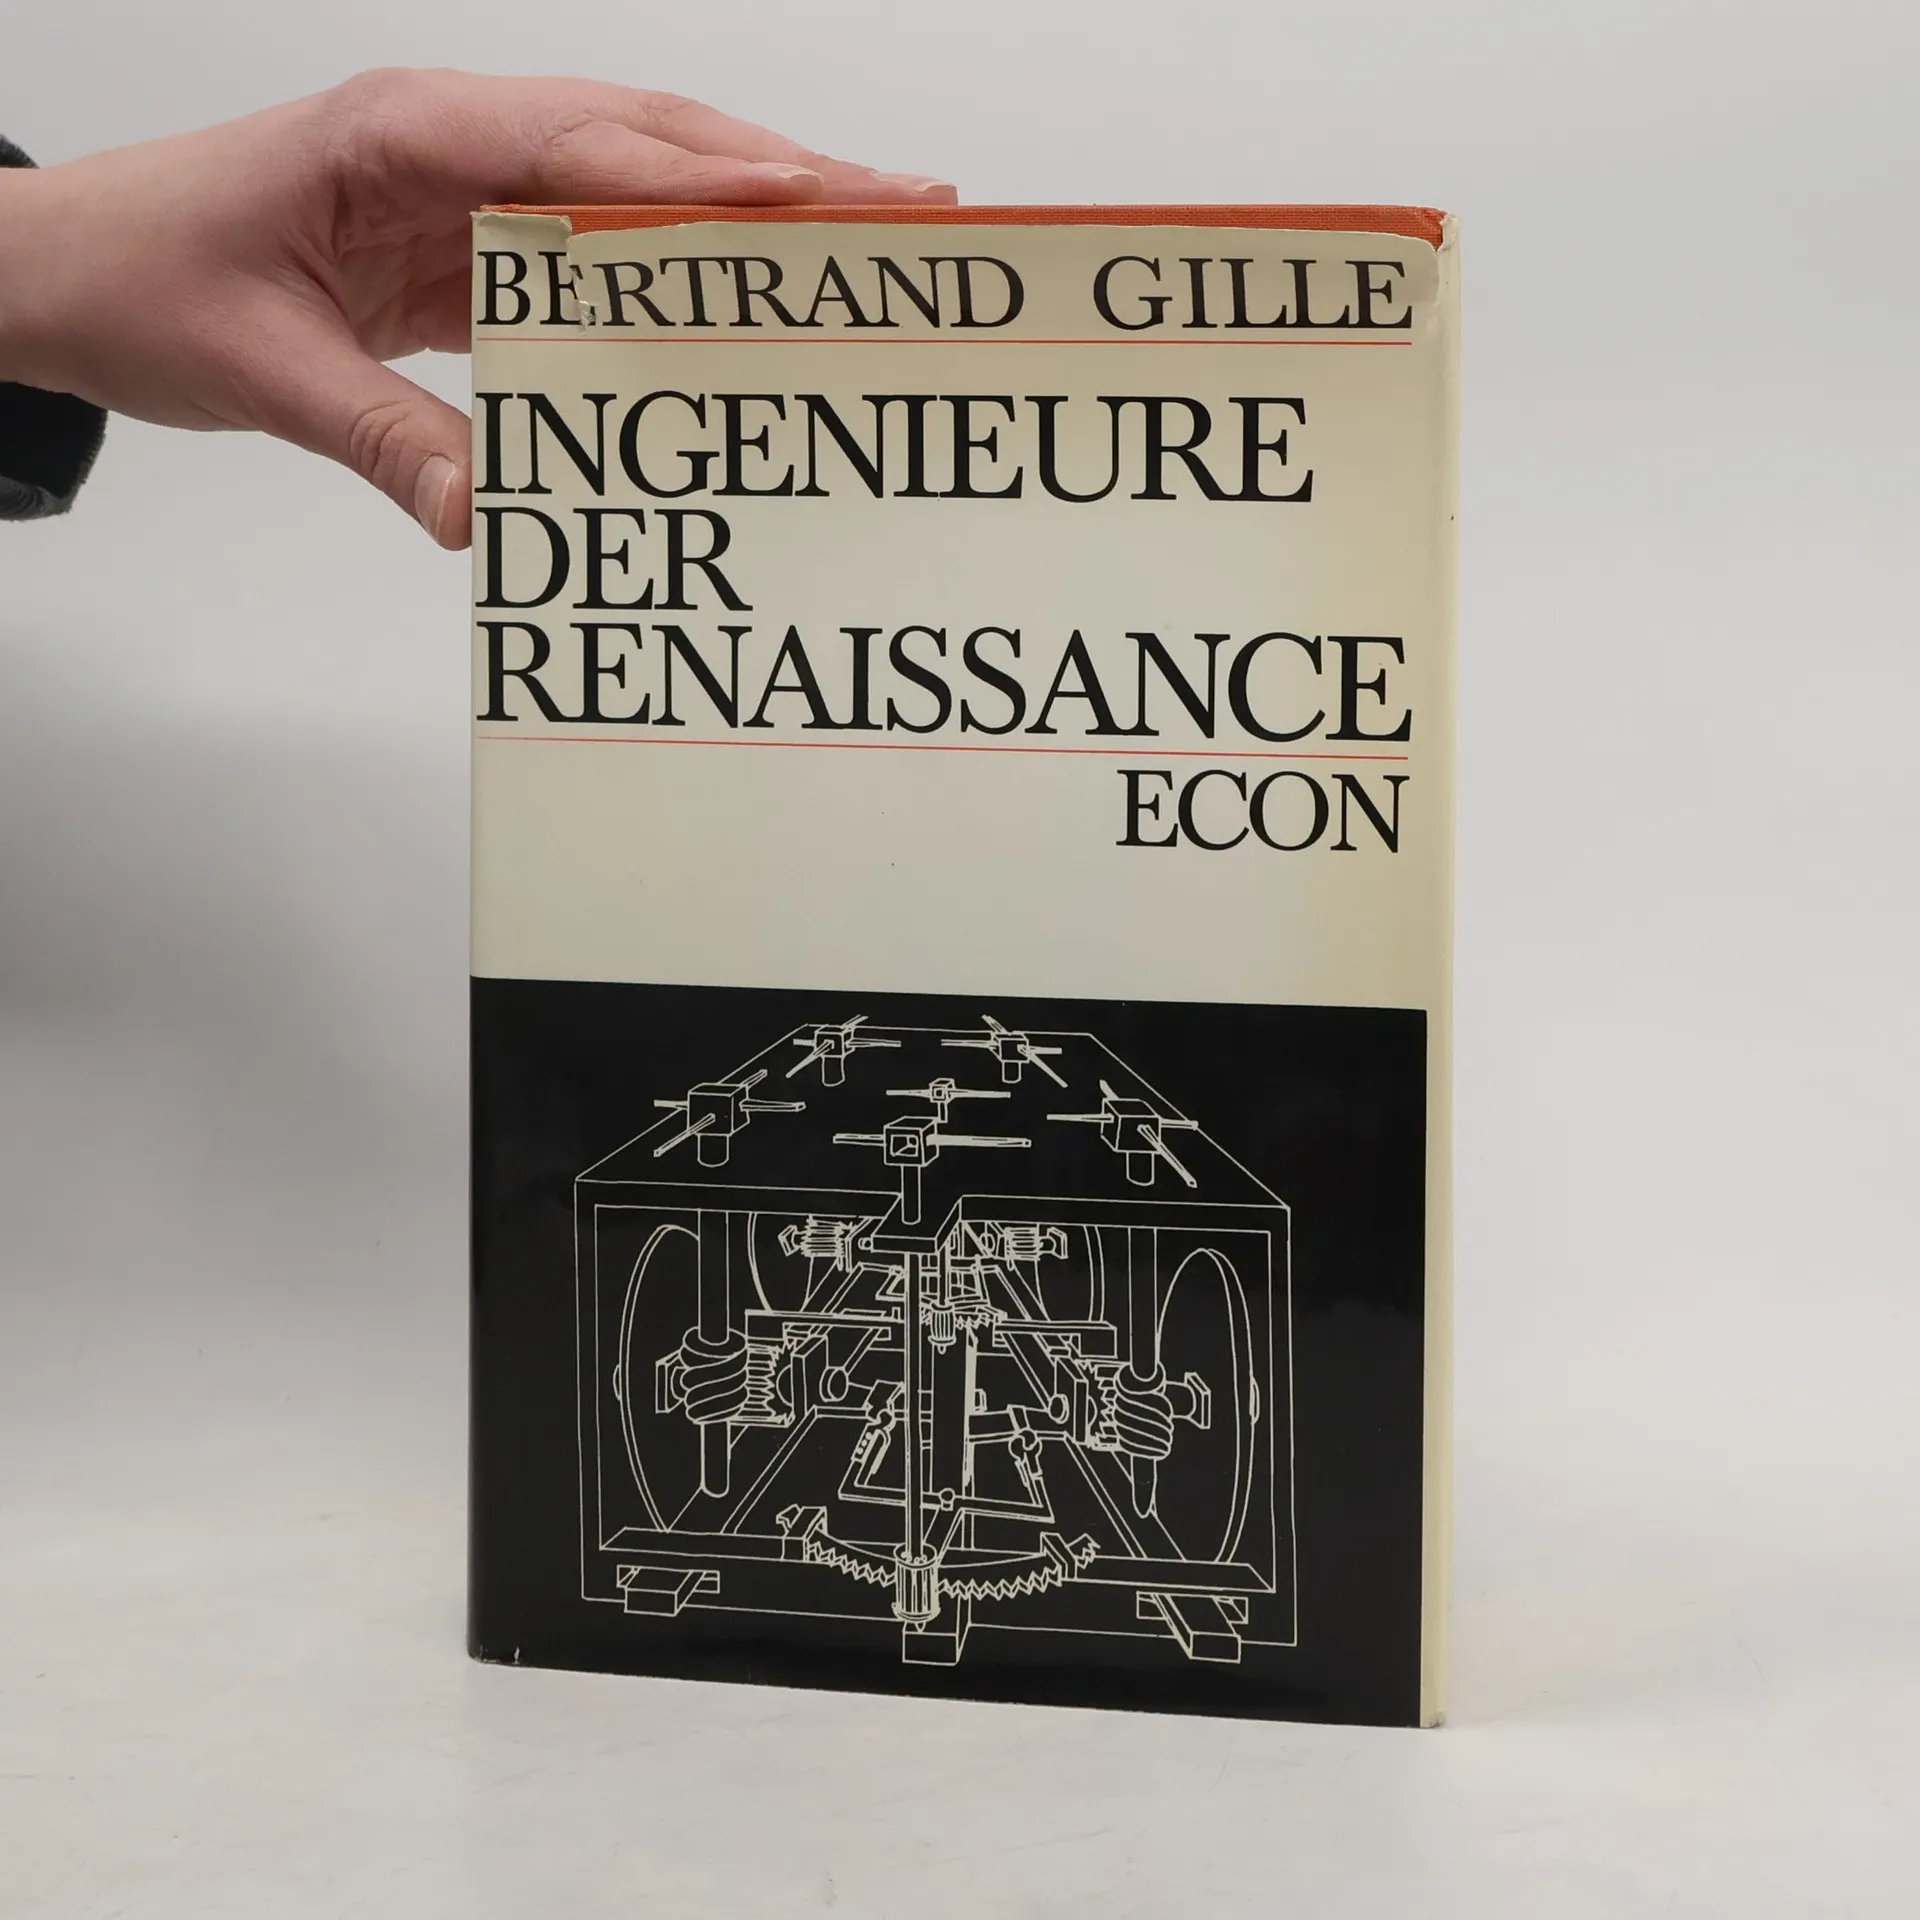 BERTRAND GILLE
INGENIEURE
DER
RENAISSANCE
ECON